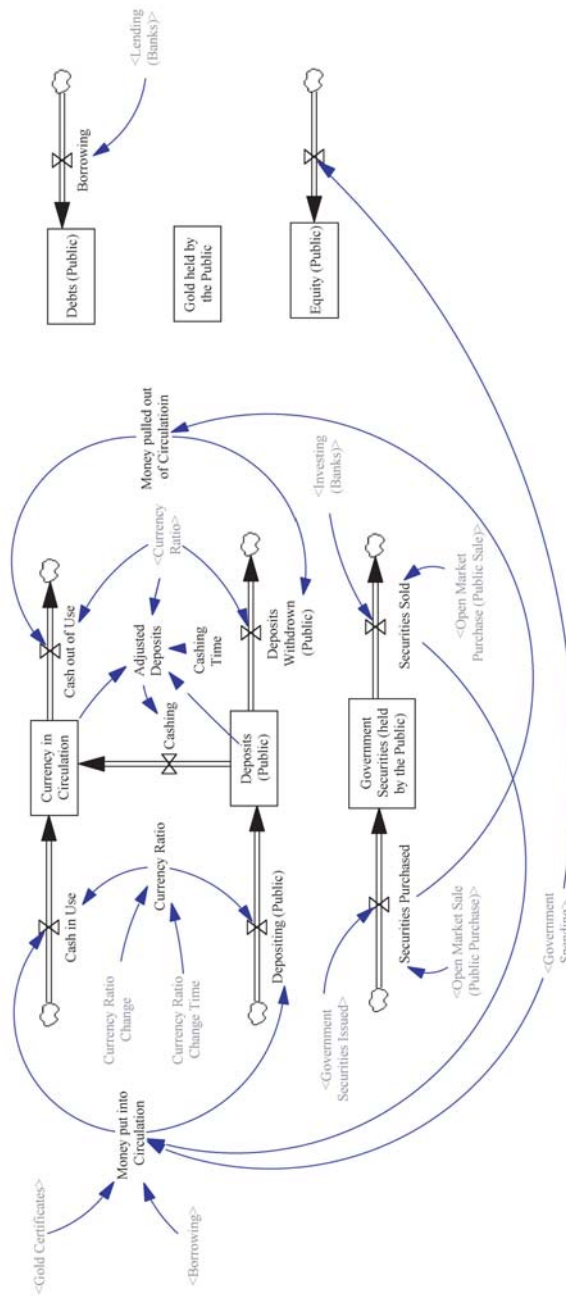 <Gold Certificates>
Money put into
Circulation
<Borrowing>
Cash in Use
Currency in
Circulation
Cash out of Use
Currency Ratio
Change
Currency Ratio
Change Time
Currency Ratio
Cashing
Adjusted
Deposits
Cashing
Time
<Currency
Ratio>
Money pulled out
of Circulatioin
Depositing (Public)
Deposits
(Public)
Deposits
Withdrown
(Public)
<Government
Securities Issued>
Securities Purchased
<Open Market Sale
(Public Purchase)>
Government
Securities (held
by the Public)
Securities Sold
<Investing
(Banks)>
<Open Market
Purchase (Public Sale)>
<Government
Spending>
Debts (Public)
Borrowing
<Lending
(Banks)>
Gold held by
the Public
Equity (Public)